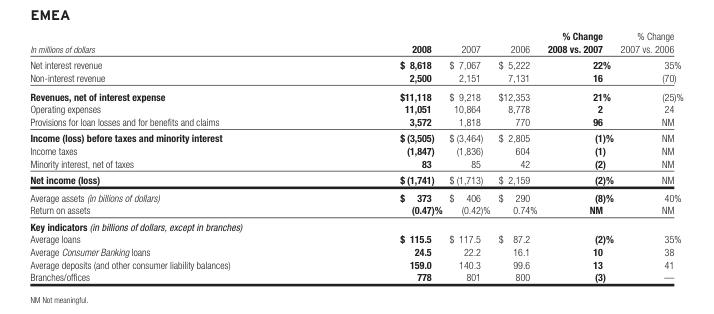 EMEA
% Change % Change
In millions of dollars 2008 2007 2006 2008 vs. 2007 2007 vs. 2006
Net interest revenue $ 8,618 $ 7,067 $ 5,222 22% 35%
Non-interest revenue 2,500 2,151 7,131 16 (70)
Revenues, net of interest expense $11,118 $ 9,218 $12,353 21% (25)%
Operating expenses 11,051 10,864 8,778 2 24
Provisions for loan losses and for benefits and claims 3,572 1,818 770 96 NM
Income (loss) before taxes and minority interest $ (3,505) $ (3,464) $ 2,805 (1)% NM
Income taxes (1,847) (1,836) 604 (1) NM
Minority interest, net of taxes 83 85 42 (2) NM
Net income (loss) $ (1,741) $ (1,713) $ 2,159 (2)% NM
Average assets (in billions of dollars) $ 373 $ 406 $ 290 (8)% 40%
Return on assets (0.47)% (0.42)% 0.74% NM NM
Key indicators (in billions of dollars, except in branches)
Average loans $ 115.5 $ 117.5 $ 87.2 (2)% 35%
Average Consumer Banking loans 24.5 22.2 16.1 10 38
Average deposits (and other consumer liability balances) 159.0 140.3 99.6 13 41
Branches/offices 778 801 800 (3) —
NM Not meaningful.